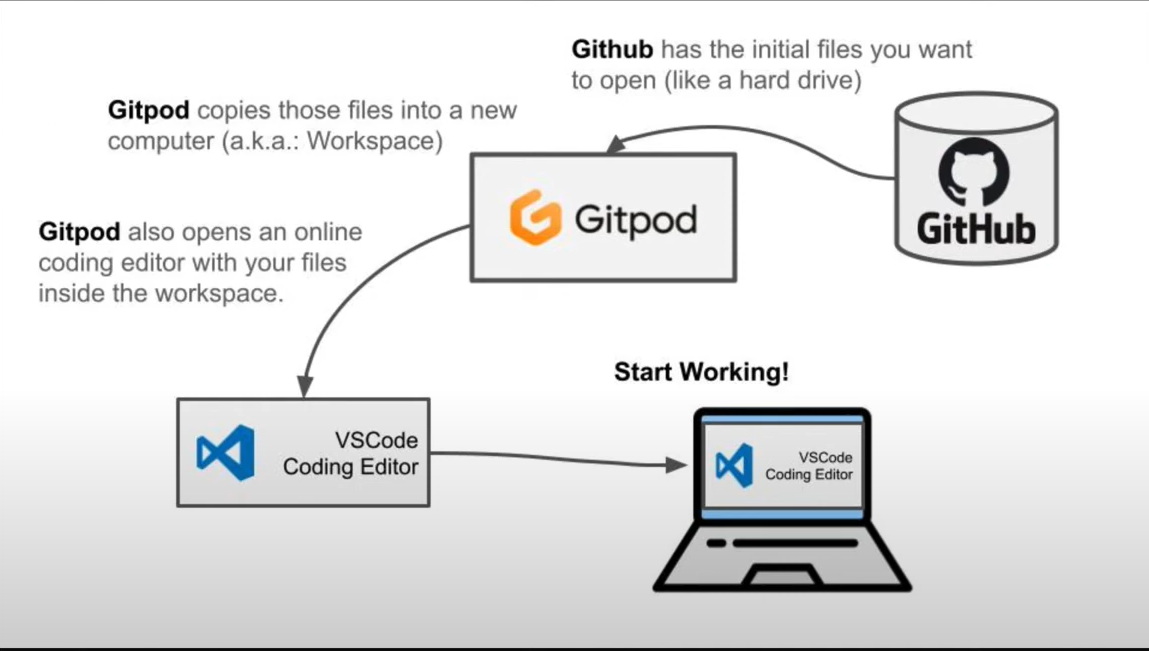 Github has the initial files you want
to open (like a hard drive)
Gitpod copies those files into a new
computer (a.k.a.: Workspace)
GitHub
Gitpod
Gitpod also opens an online
coding editor with your files
inside the workspace.
Start Working!
VSCode
Coding Editor
VSCode
Coding Editor